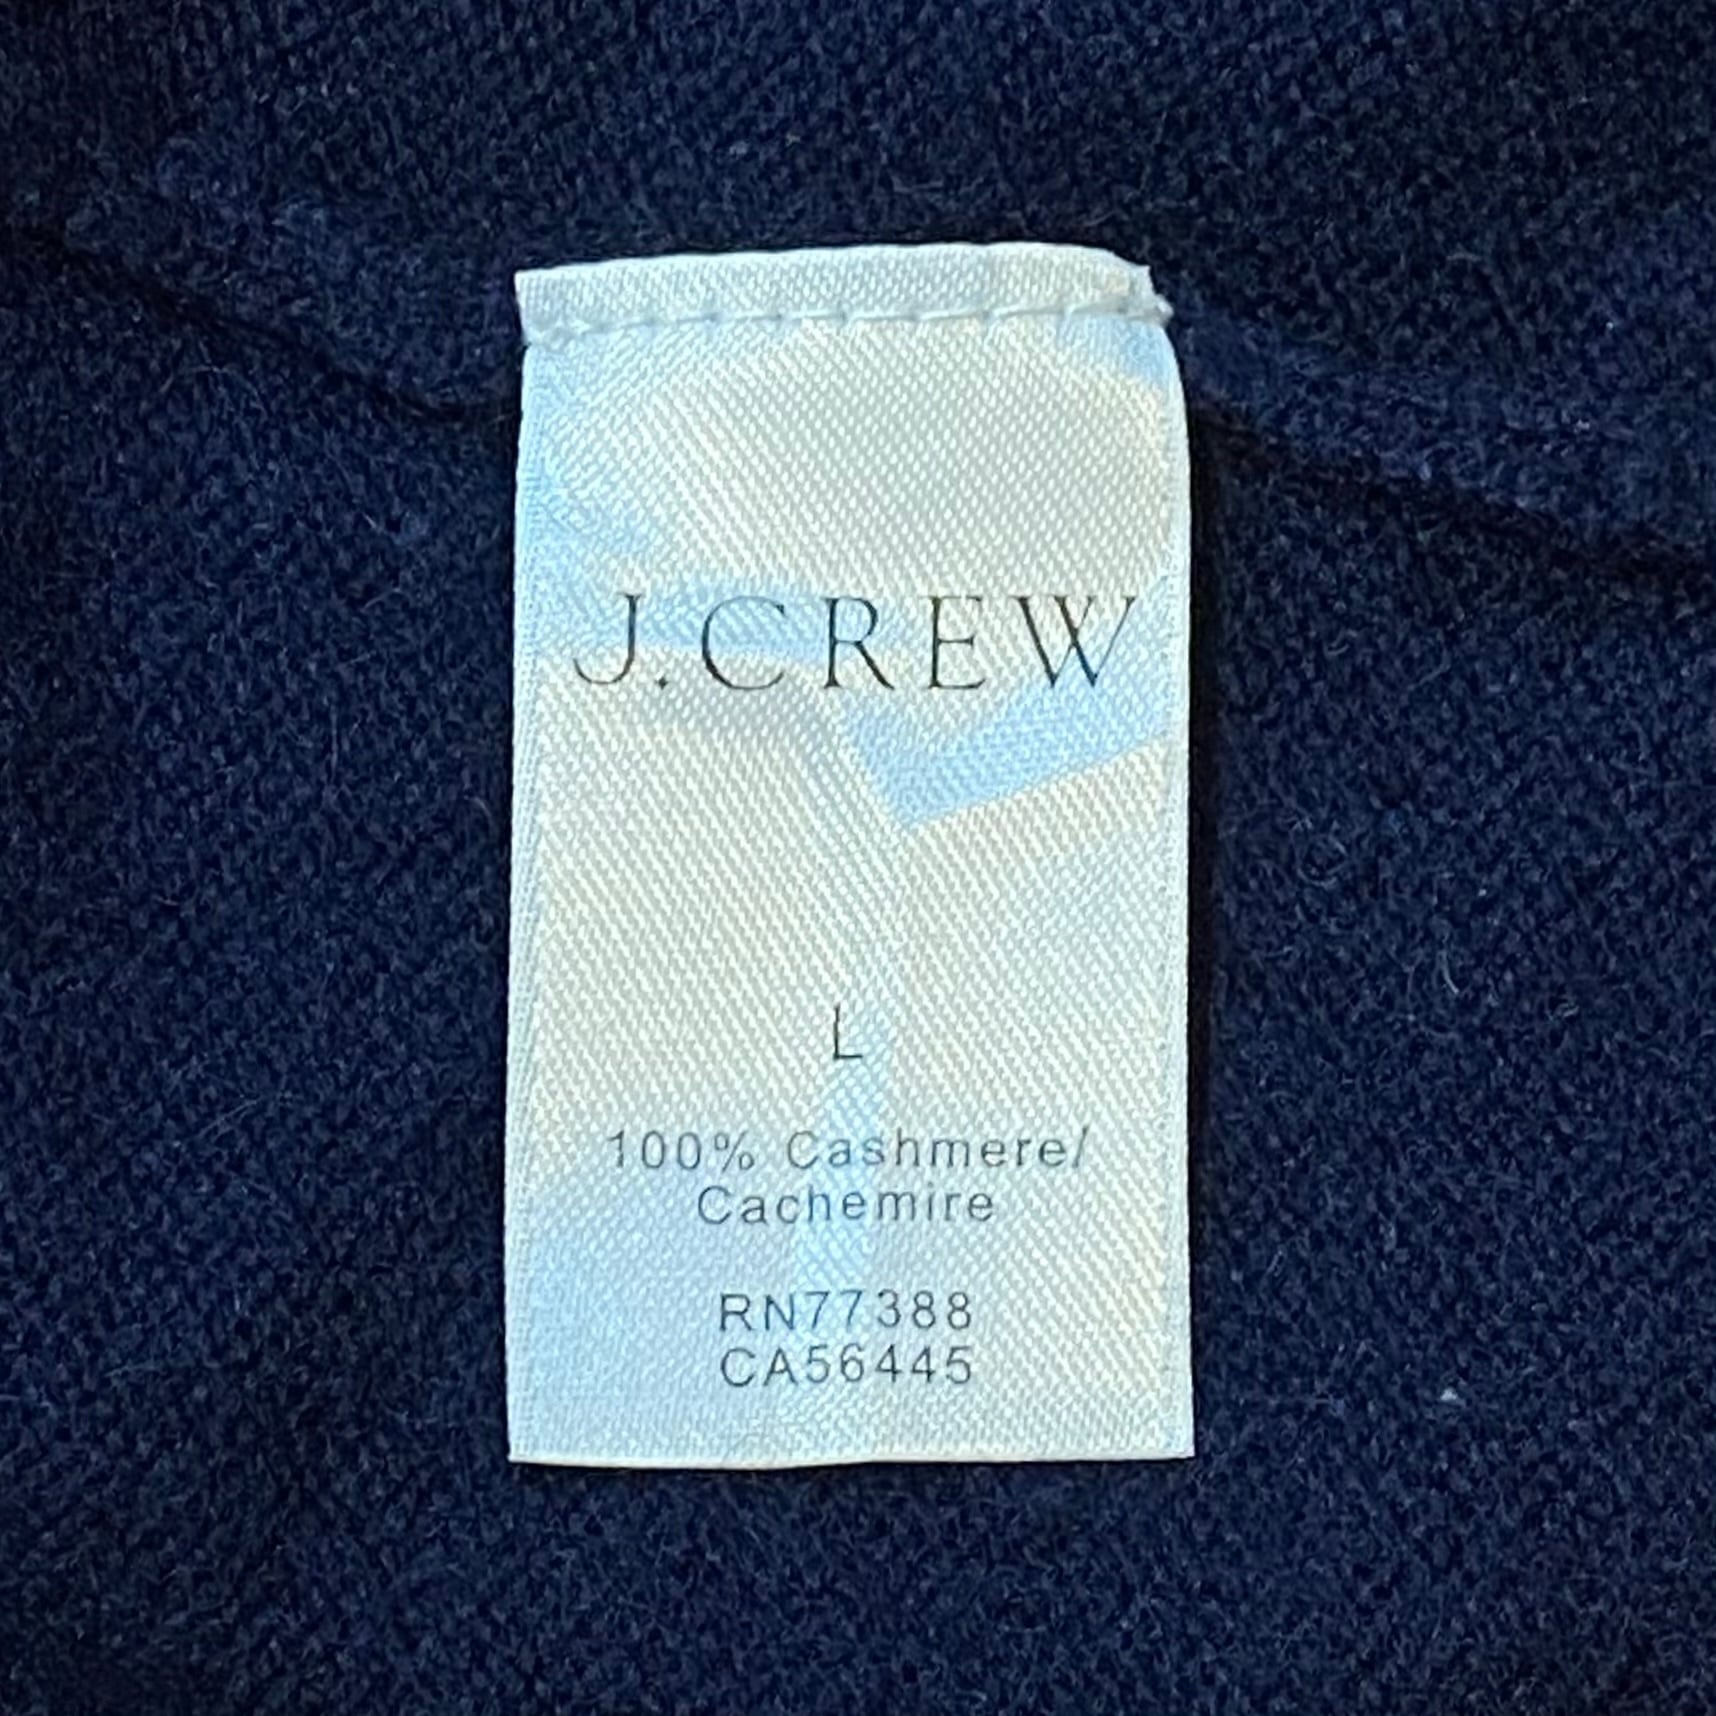 J.CREW
L
100% Cashmere/
Cachemire
RN77388
CA56445